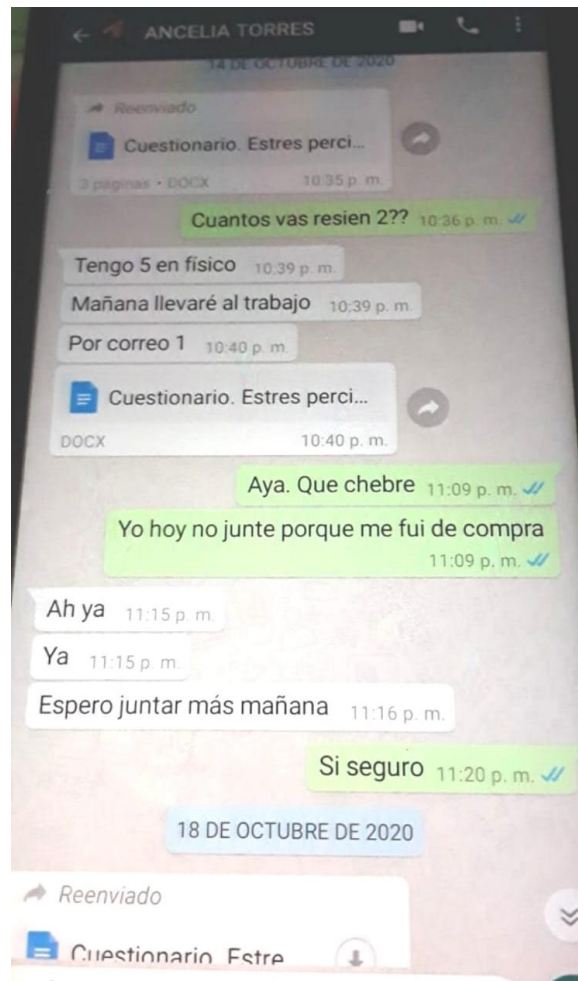 ANCELIA TORRES
14 DE OCTUBRE DE 2020
Reenviado
Cuestionario. Estres perci...
3 páginas • DOCX 10:35 p. m.
Cuantos vas resien 2?? 10:36 p. m.
Tengo 5 en físico 10:39 p. m.
Mañana llevaré al trabajo 10:39 p. m.
Por correo 1 10:40 p. m.
Cuestionario. Estres perci...
DOCX 10:40 p. m.
Aya. Que chebre 11:09 p. m.
Yo hoy no junte porque me fui de compra
11:09 p. m.
Ah ya 11:15 p. m.
Ya 11:15 p. m.
Espero juntar más mañana 11:16 p. m.
Si seguro 11:20 p. m.
18 DE OCTUBRE DE 2020
Reenviado
Cuestionario. Estre